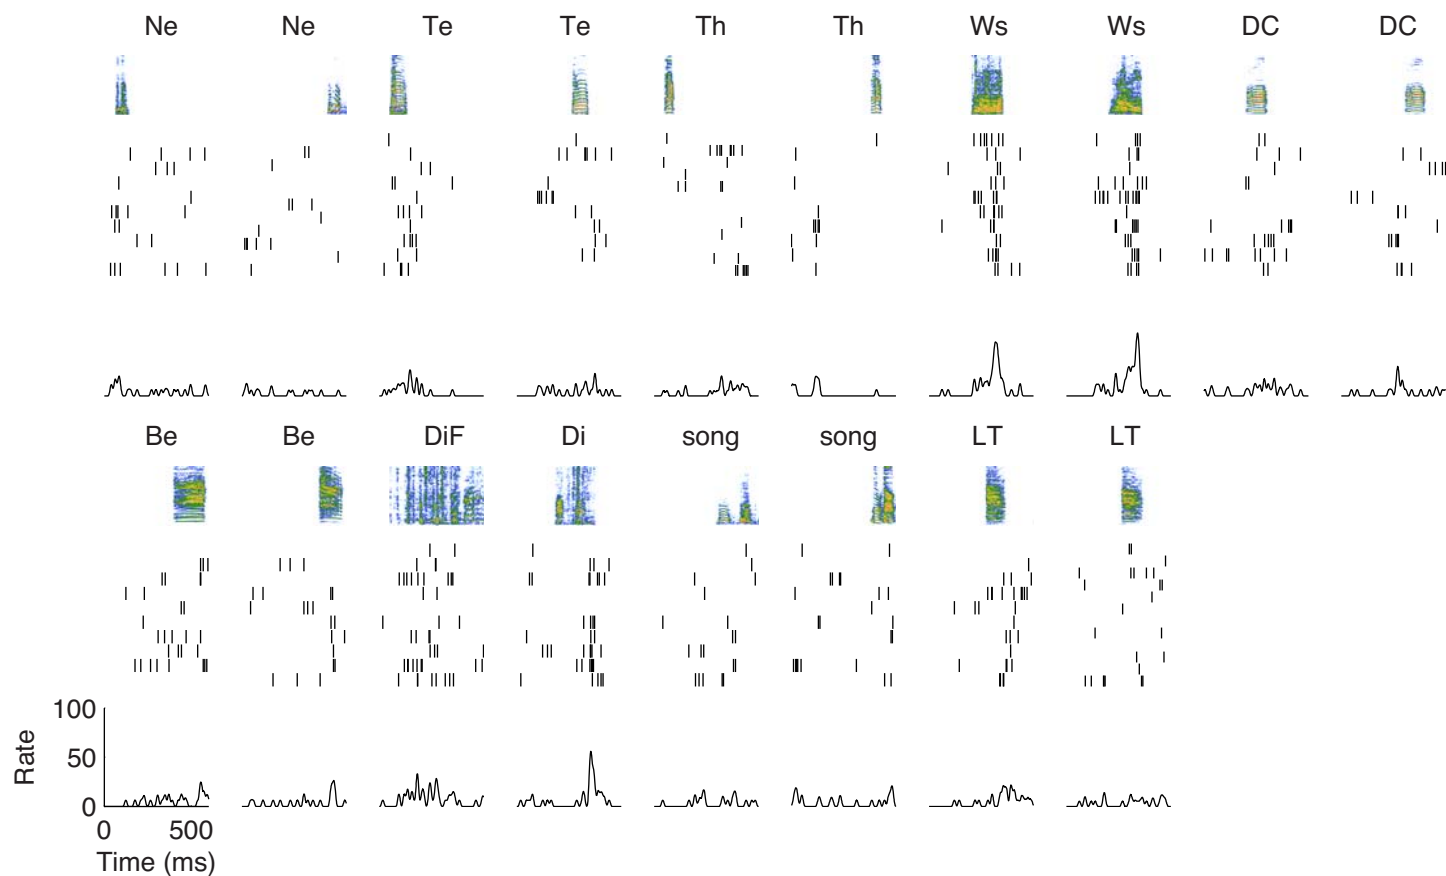 Ne Ne Te Te Th Th Ws Ws DC DC
Be Be DiF Di song song LT LT
100
50
0
Rate
0 500
Time (ms)